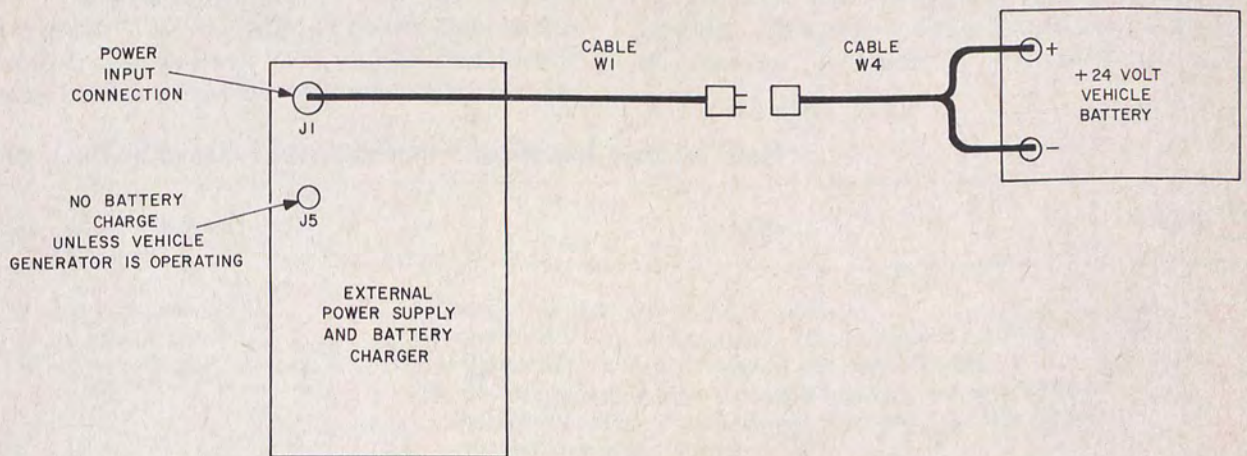 POWER
INPUT
CONNECTION
J1
NO BATTERY
CHARGE
UNLESS VEHICLE
GENERATOR IS OPERATING
J5
EXTERNAL
POWER SUPPLY
AND BATTERY
CHARGER
CABLE
W1
CABLE
W4
+
+24 VOLT
VEHICLE
BATTERY
-